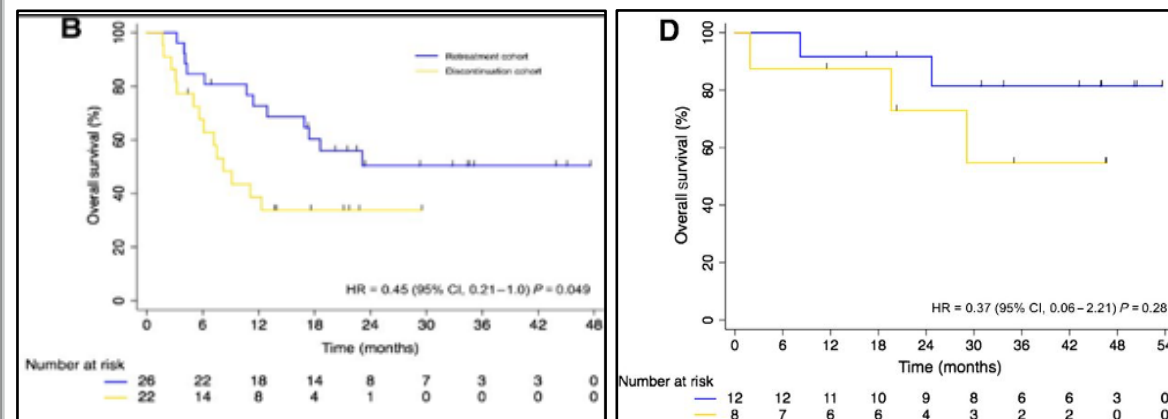 B
Overall survival (%)
100
80
60
40
20
0
Retreatment cohort
Discontinuation cohort
HR = 0.45 (95% CI, 0.21–1.0) P = 0.049
0 6 12 18 24 30 36 42 48
Time (months)
Number at risk
26 22 18 14 8 7 3 3 0
22 14 8 4 1 0 0 0 0
D
Overall survival (%)
100
80
60
40
20
0
HR = 0.37 (95% CI, 0.06–2.21) P = 0.28
0 6 12 18 24 30 36 42 48 54
Time (months)
Number at risk
12 12 11 10 9 8 6 6 3 0
8 7 6 6 4 3 2 2 0 0